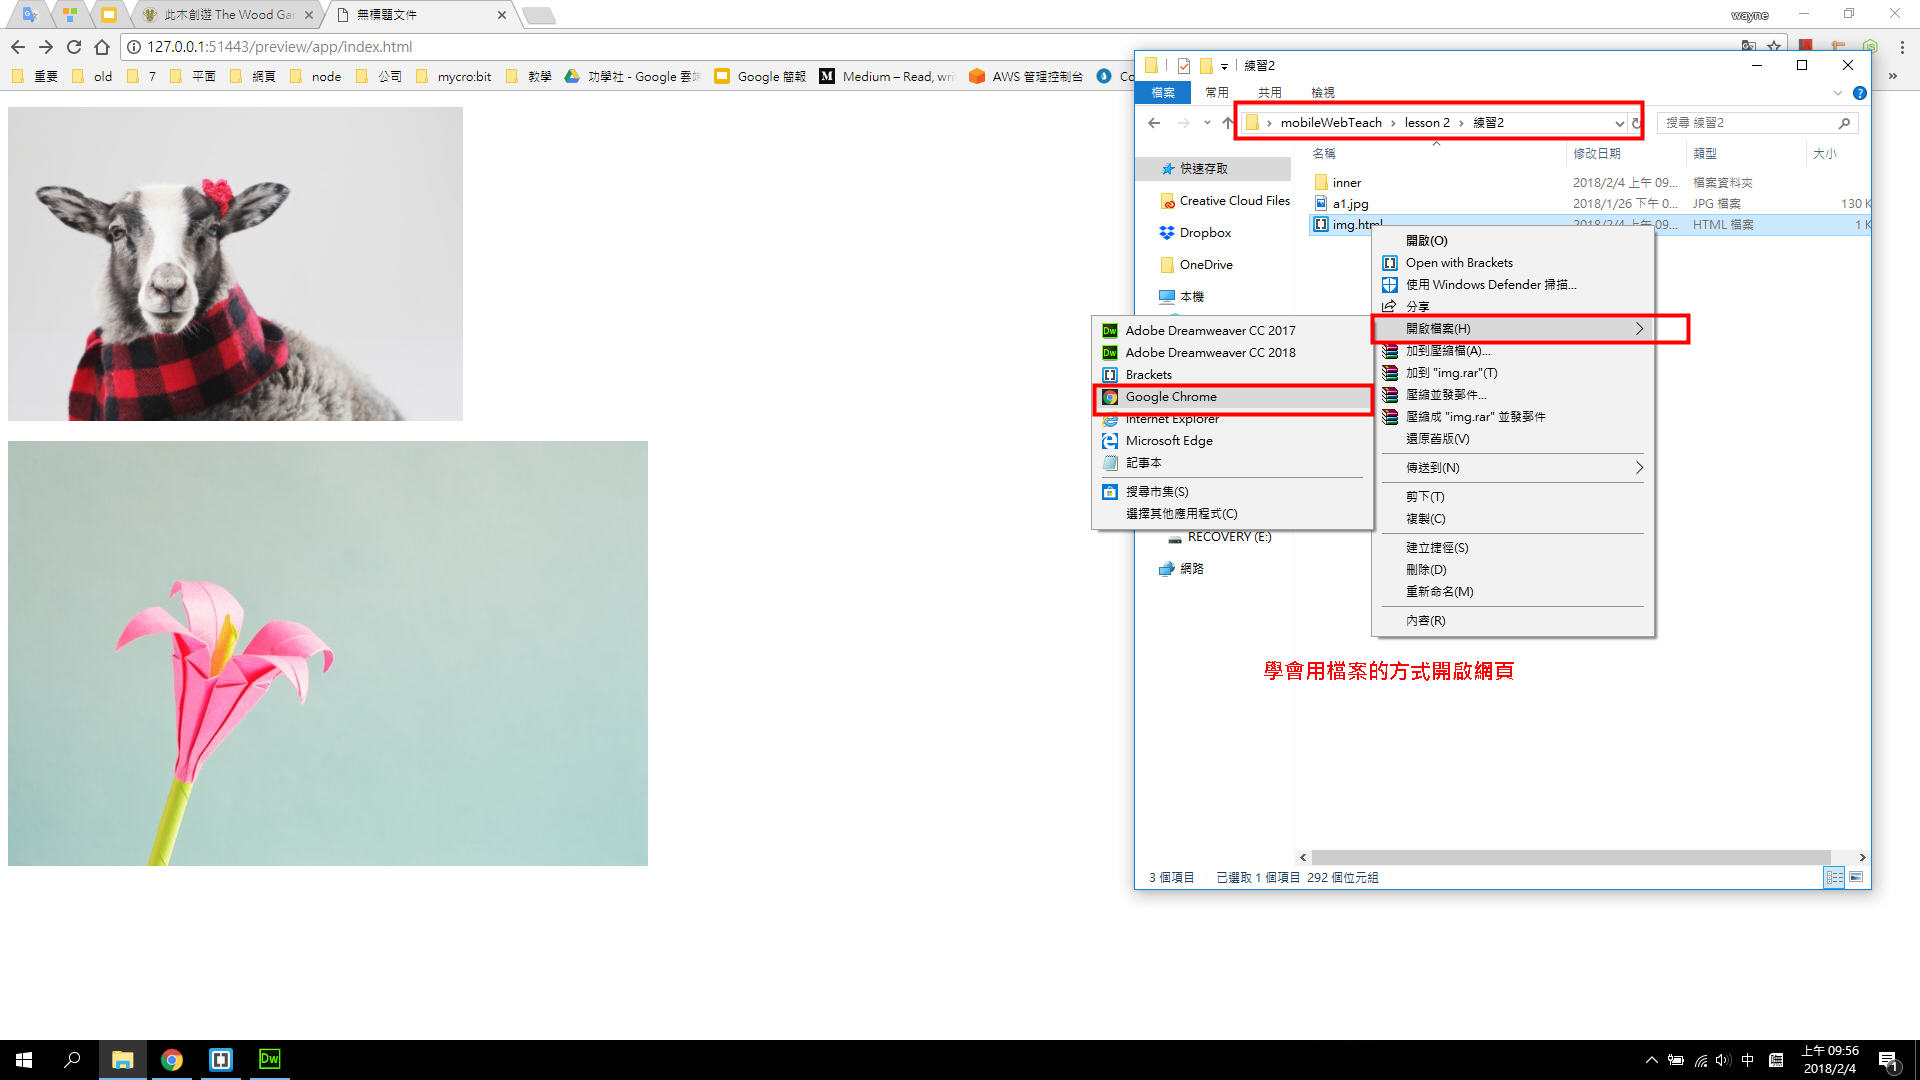 此木創遊 The Wood Gar
無標題文件
wayne
127.0.0.1:51443/preview/app/index.html
重要
old
7
平面
網頁
node
公司
mycro:bit
教學
功學社 - Google 雲端
Google 簡報
M
Medium – Read, wri
AWS 管理控制台
Co
»
練習2
檔案
常用
共用
檢視
mobileWebTeach › lesson 2 › 練習2
搜尋 練習2
名稱
修改日期
類型
大小
快速存取
Creative Cloud Files
Dropbox
OneDrive
本機
RECOVERY (E:)
網路
inner
2018/2/4 上午 09...
檔案資料夾
a1.jpg
2018/1/26 下午 0...
JPG 檔案
130 K
img.html
2018/2/4 上午 09...
HTML 檔案
1 K
開啟(O)
Open with Brackets
使用 Windows Defender 掃描...
分享
開啟檔案(H)
加到壓縮檔(A)...
加到 "img.rar"(T)
壓縮並發郵件...
壓縮成 "img.rar" 並發郵件
還原舊版(V)
傳送到(N)
剪下(T)
複製(C)
建立捷徑(S)
刪除(D)
重新命名(M)
內容(R)
Dw
Adobe Dreamweaver CC 2017
Dw
Adobe Dreamweaver CC 2018
Brackets
Google Chrome
Internet Explorer
Microsoft Edge
記事本
搜尋市集(S)
選擇其他應用程式(C)
學會用檔案的方式開啟網頁
3 個項目
已選取 1 個項目 292 個位元組
Dw
中
上午 09:56
2018/2/4
1